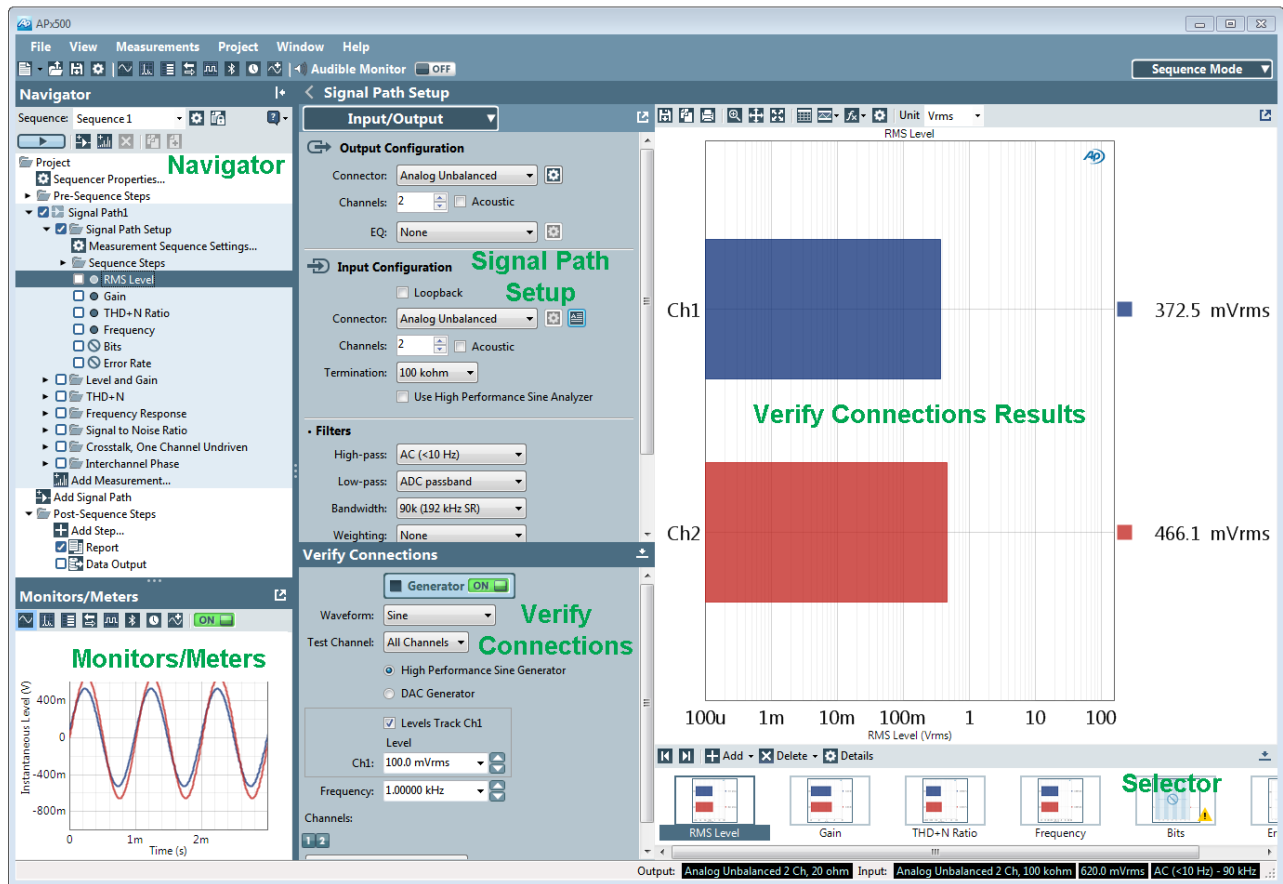 APx500
File View Measurements Project Window Help
Audible Monitor OFF
Sequence Mode
Navigator
Sequence: Sequence 1
Navigator
Project
Sequencer Properties...
Pre-Sequence Steps
Signal Path1
Signal Path Setup
Measurement Sequence Settings...
Sequence Steps
RMS Level
Gain
THD+N Ratio
Frequency
Bits
Error Rate
Level and Gain
THD+N
Frequency Response
Signal to Noise Ratio
Crosstalk, One Channel Undriven
Interchannel Phase
Add Measurement...
Add Signal Path
Post-Sequence Steps
Add Step...
Report
Data Output
Monitors/Meters
ON
Monitors/Meters
Instantaneous Level (V)
400m
0
-400m
-800m
0 1m 2m
Time (s)
Signal Path Setup
Input/Output
Output Configuration
Connector: Analog Unbalanced
Channels: 2 Acoustic
EQ: None
Input Configuration
Signal Path
Setup
Loopback
Connector: Analog Unbalanced
Channels: 2 Acoustic
Termination: 100 kohm
Use High Performance Sine Analyzer
Filters
High-pass: AC (<10 Hz)
Low-pass: ADC passband
Bandwidth: 90k (192 kHz SR)
Weighting: None
Verify Connections
Generator ON
Waveform: Sine
Test Channel: All Channels
Verify
Connections
High Performance Sine Generator
DAC Generator
Levels Track Ch1
Level
Ch1: 100.0 mVrms
Frequency: 1.00000 kHz
Channels:
1 2
Unit Vrms
RMS Level
AP
Ch1
372.5 mVrms
Verify Connections Results
Ch2
466.1 mVrms
100u 1m 10m 100m 1 10 100
RMS Level (Vrms)
Add Delete Details
Selector
RMS Level Gain THD+N Ratio Frequency Bits Er
Output: Analog Unbalanced 2 Ch, 20 ohm Input: Analog Unbalanced 2 Ch, 100 kohm 620.0 mVrms AC (<10 Hz) - 90 kHz